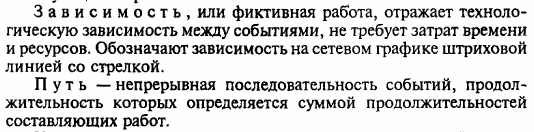 Зависимость, или фиктивная работа, отражает техноло-
гическую зависимость между событиями, не требует затрат времени
и ресурсов. Обозначают зависимость на сетевом графике штриховой
линией со стрелкой.
Путь — непрерывная последовательность событий, продол-
жительность которых определяется суммой продолжительностей
составляющих работ.